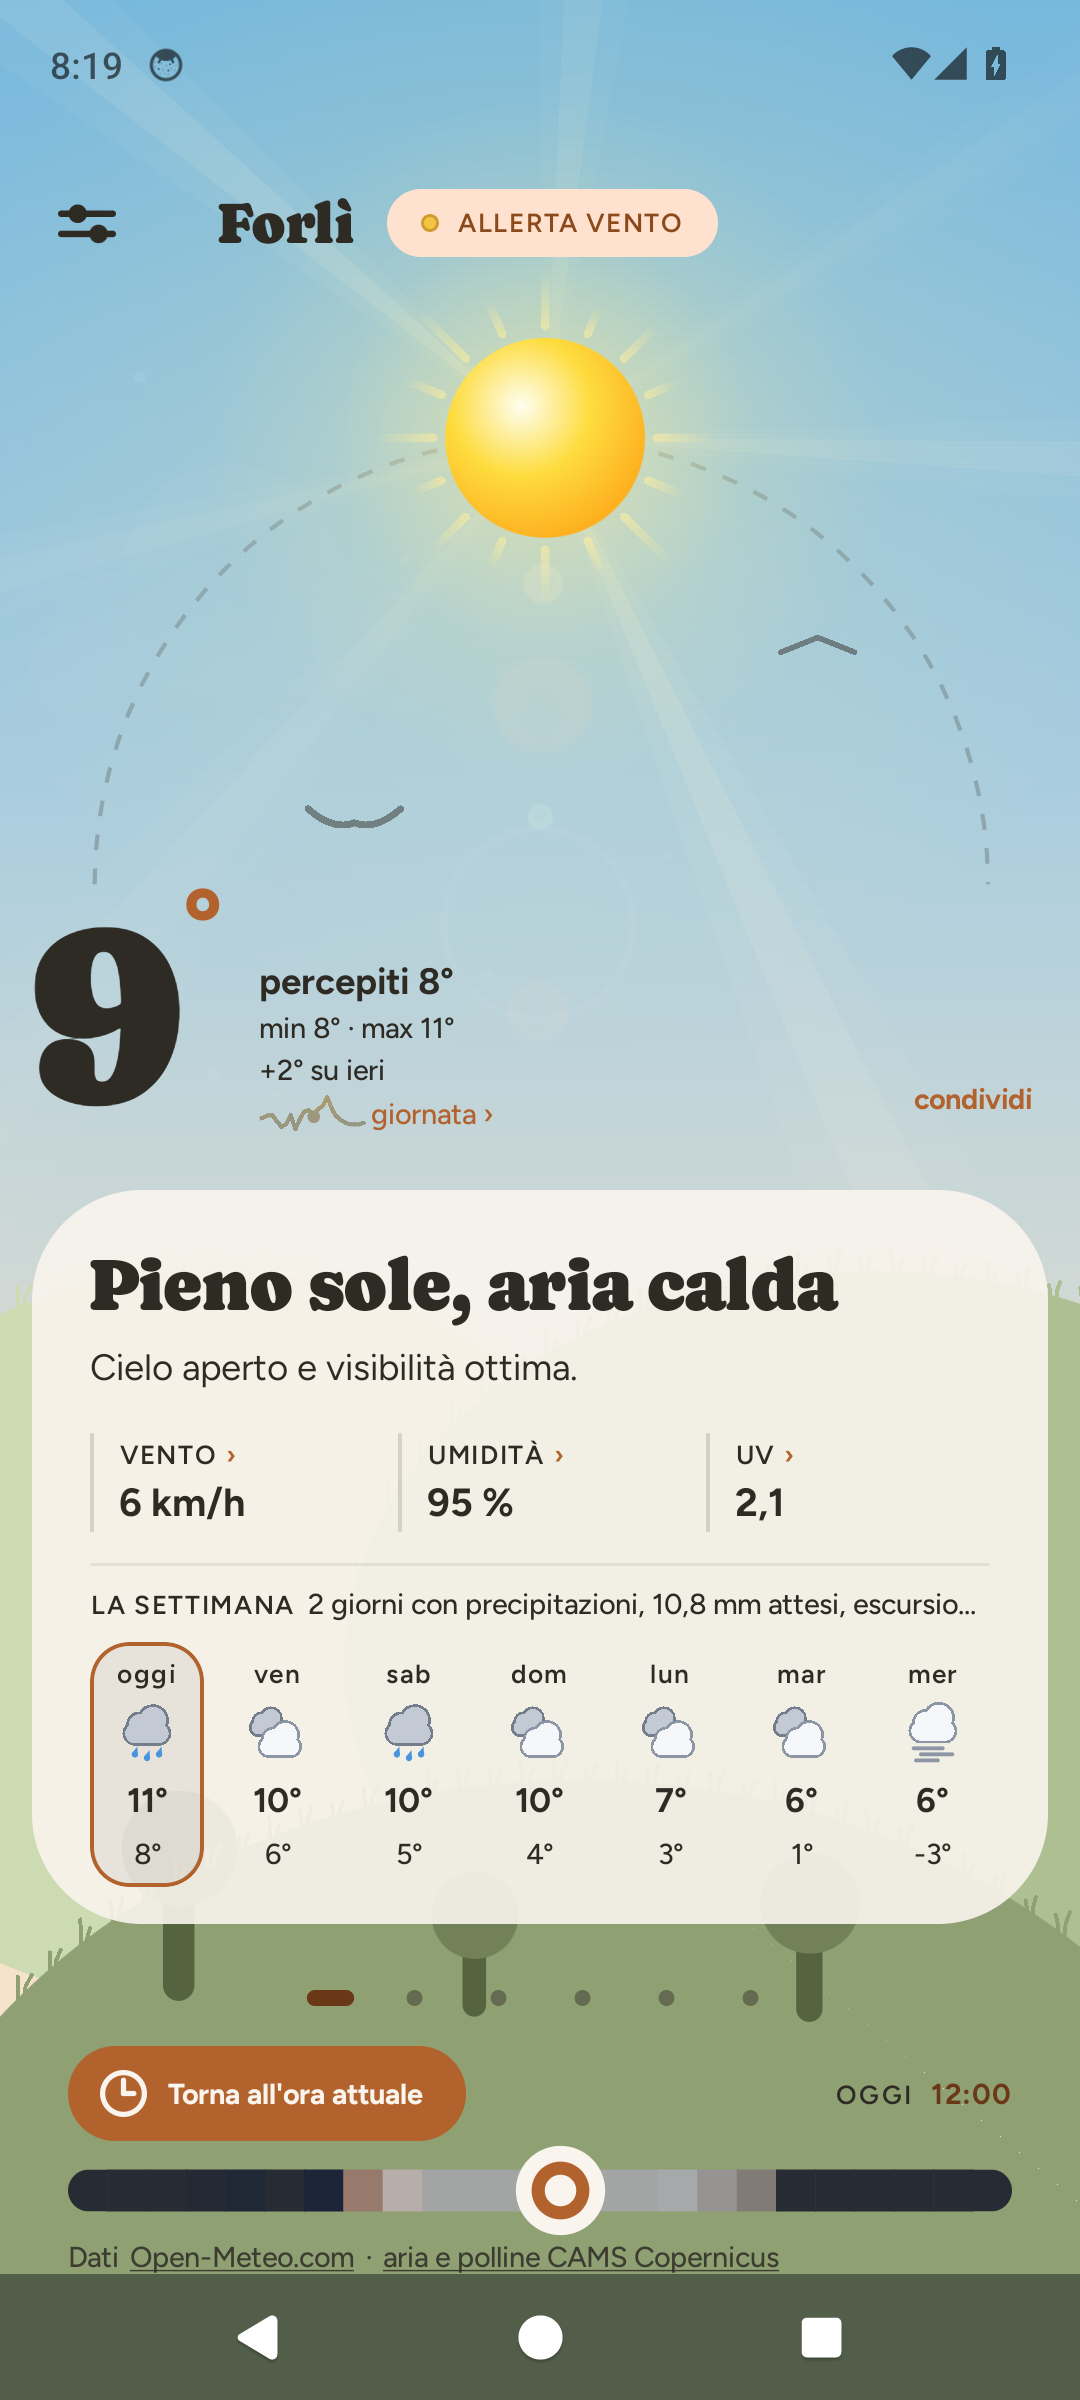 8:19
Forlì
ALLERTA VENTO
9°
percepiti 8°
min 8° · max 11°
+2° su ieri
giornata ›
condividi
Pieno sole, aria calda
Cielo aperto e visibilità ottima.
VENTO › UMIDITÀ › UV ›
6 km/h 95 % 2,1
LA SETTIMANA 2 giorni con precipitazioni, 10,8 mm attesi, escursio...
oggi ven sab dom lun mar mer
11° 10° 10° 10° 7° 6° 6°
8° 6° 5° 4° 3° 1° -3°
Torna all'ora attuale
OGGI 12:00
Dati Open-Meteo.com · aria e polline CAMS Copernicus